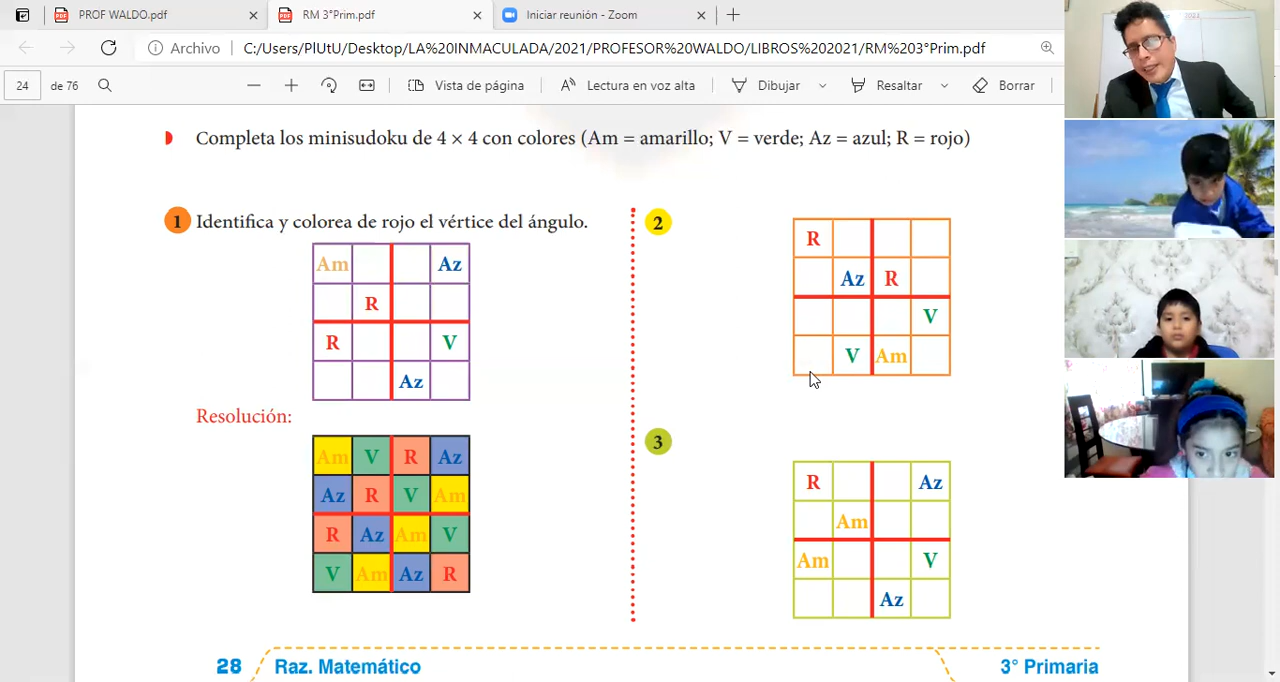 PROF WALDO.pdf
RM 3°Prim.pdf
Iniciar reunión - Zoom
Archivo
C:/Users/PlUtU/Desktop/LA%20INMACULADA/2021/PROFESOR%20WALDO/LIBROS%202021/RM%203°Prim.pdf
24 de 76
Vista de página
Lectura en voz alta
Dibujar
Resaltar
Borrar
Completa los minisudoku de 4 × 4 con colores (Am = amarillo; V = verde; Az = azul; R = rojo)
1 Identifica y colorea de rojo el vértice del ángulo.
Am Az
R
R V
Az
Resolución:
Am V R Az
Az R V Am
R Az Am V
V Am Az R
2
R
Az R
V
V Am
3
R Az
Am
Am V
Az
28 Raz. Matemático
3° Primaria